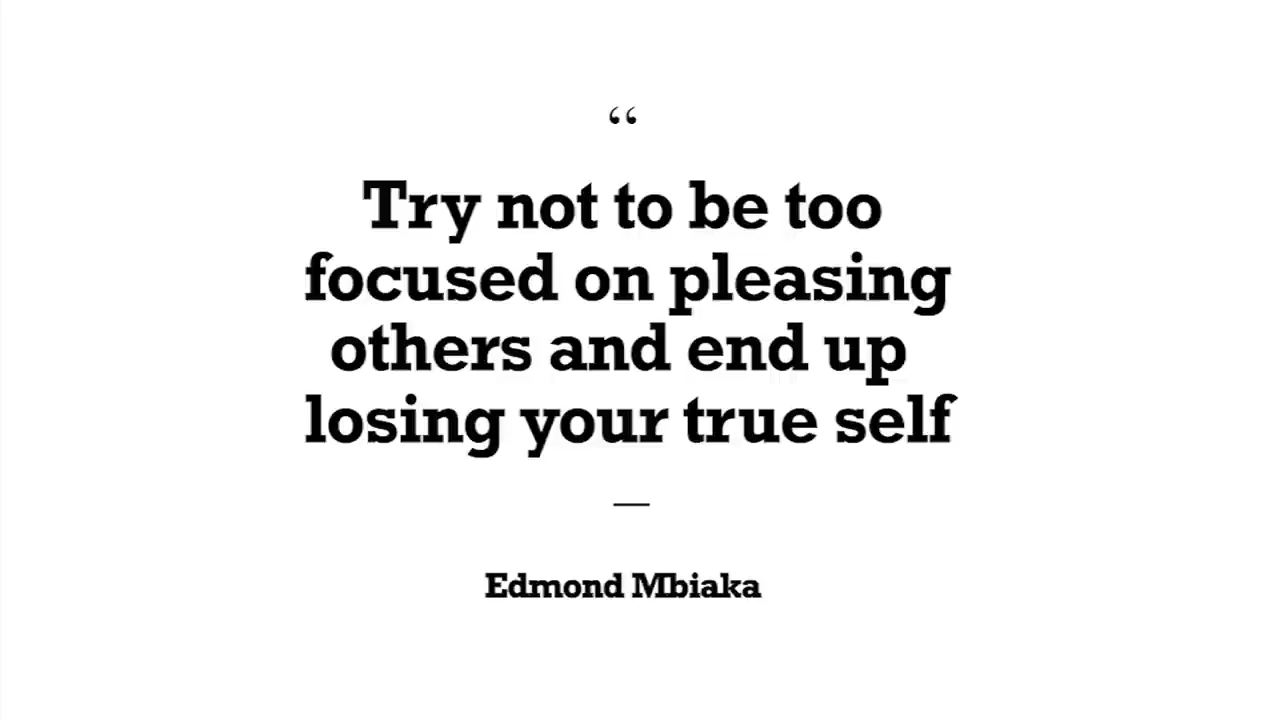 “
Try not to be too
focused on pleasing
others and end up
losing your true self
—
Edmond Mbiaka